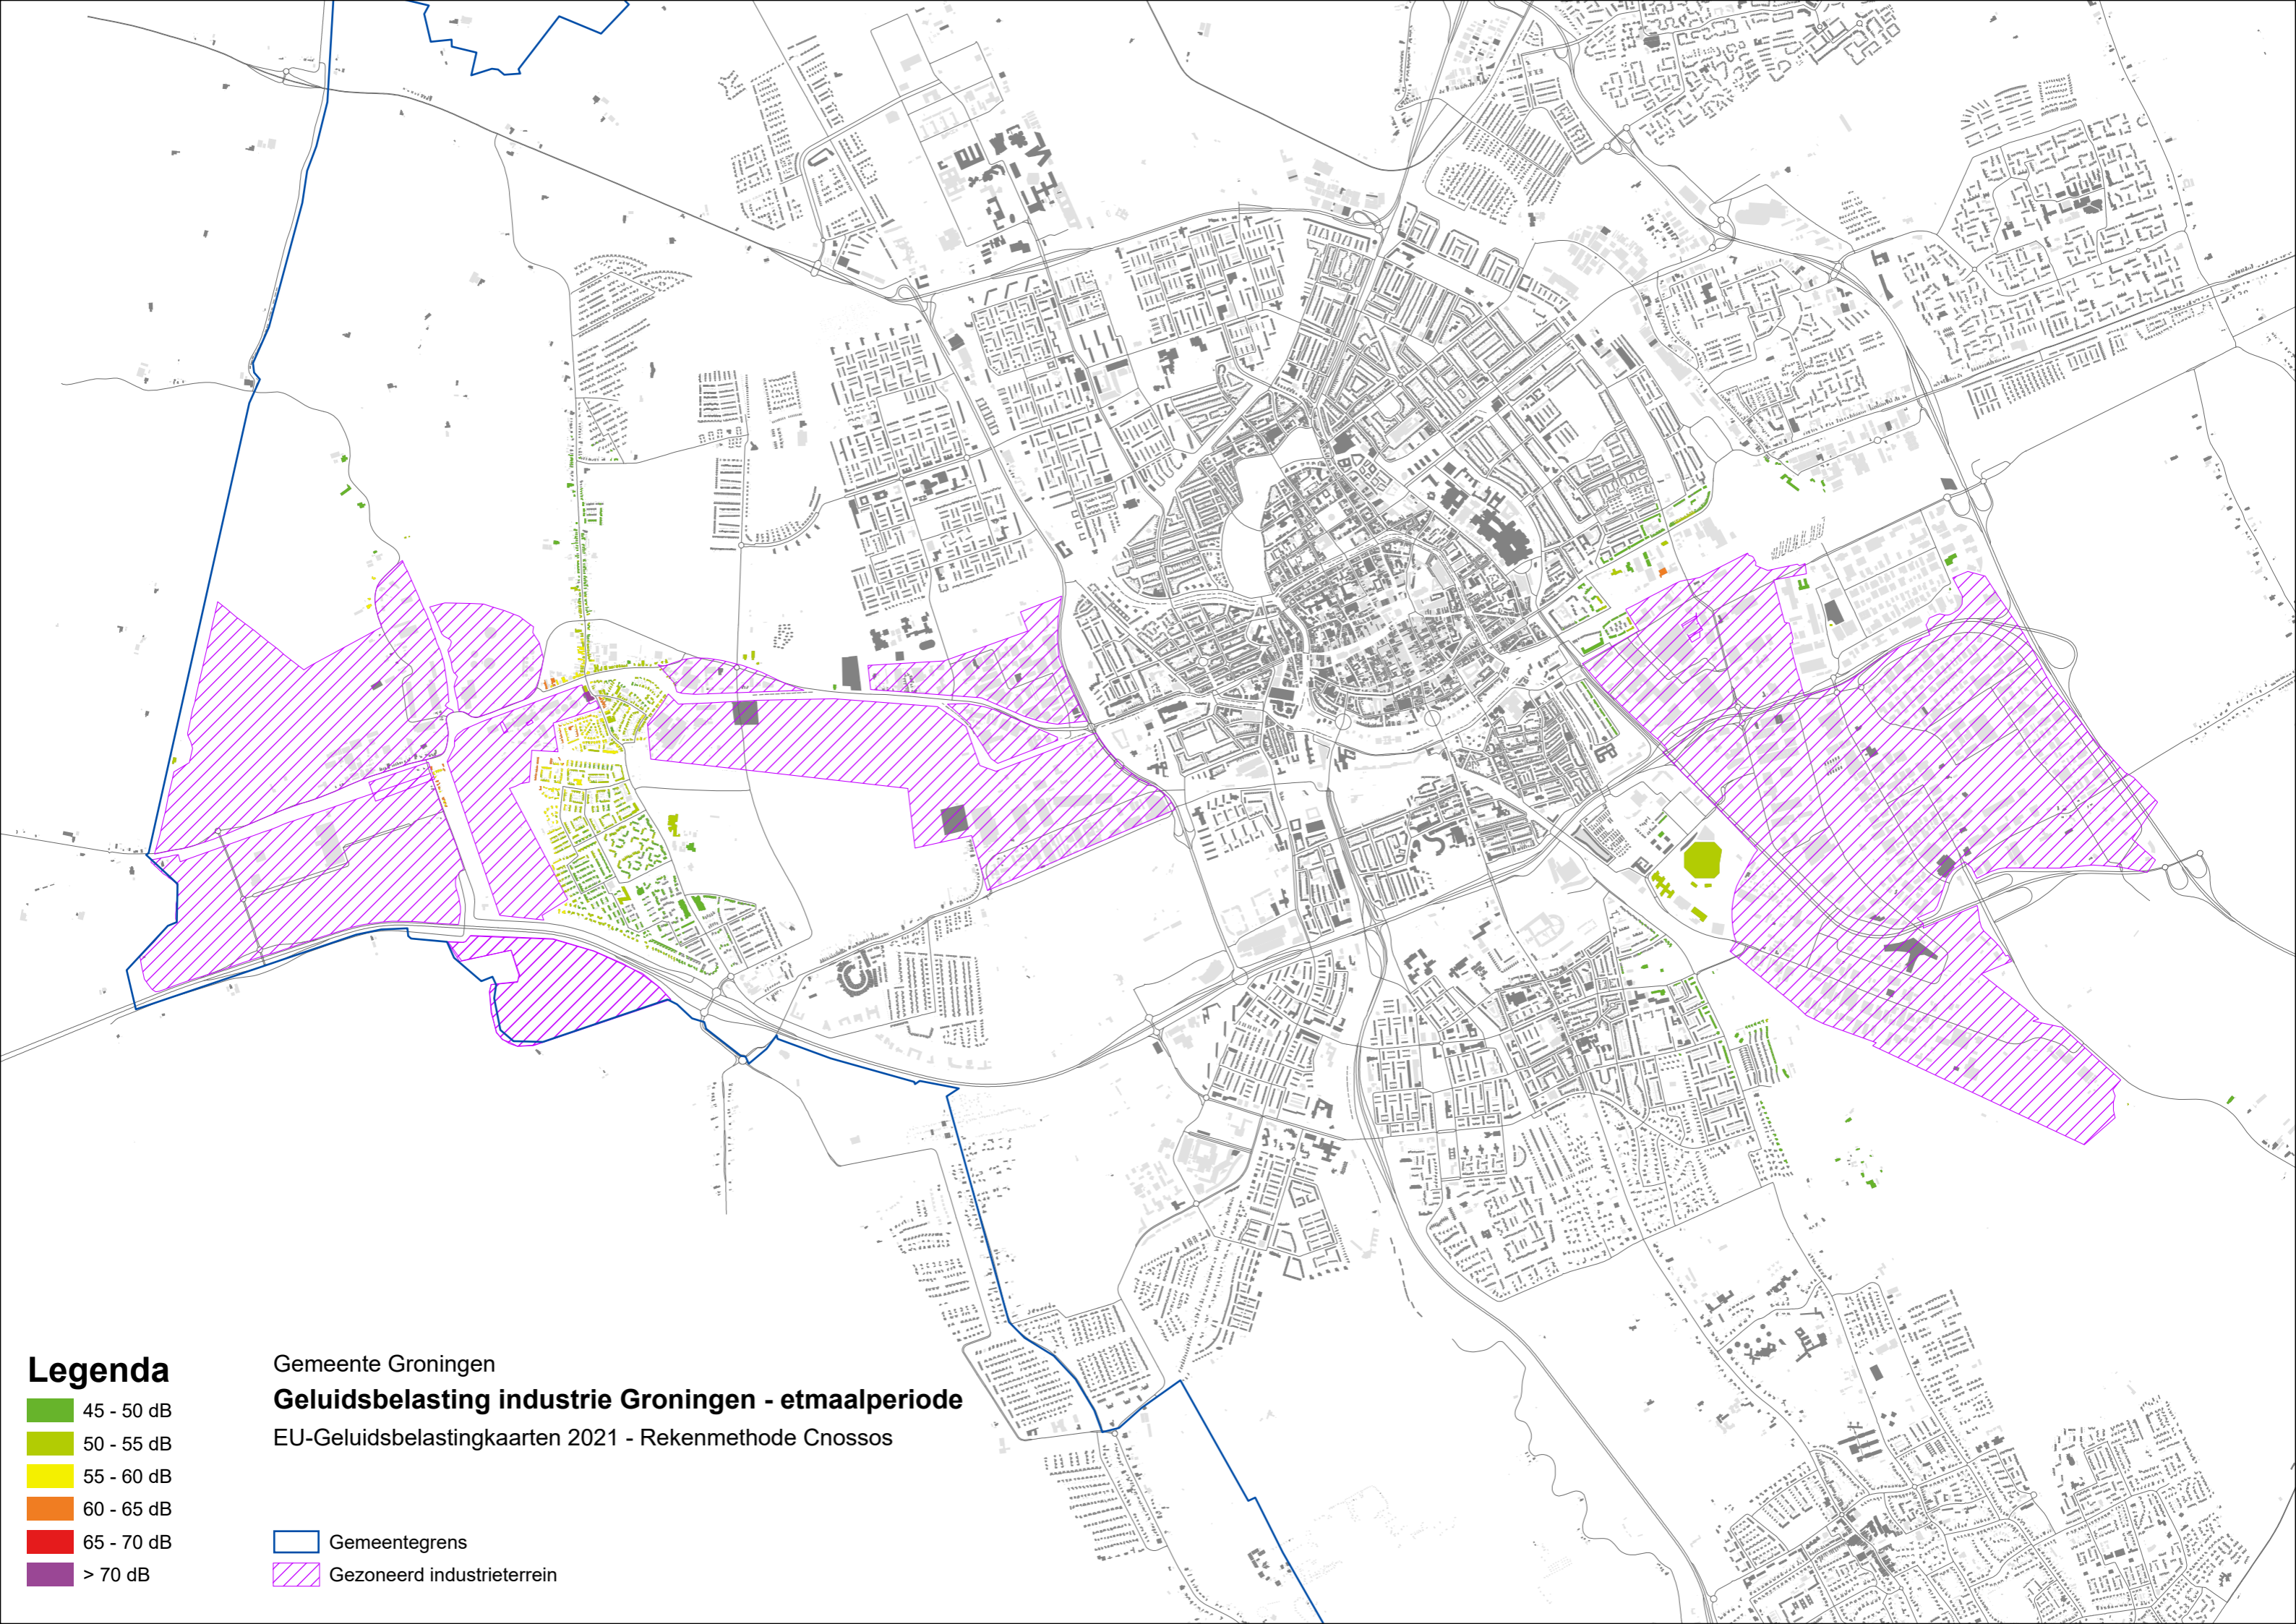 Legenda
45 - 50 dB
50 - 55 dB
55 - 60 dB
60 - 65 dB
65 - 70 dB
> 70 dB
Gemeente Groningen
Geluidsbelasting industrie Groningen - etmaalperiode
EU-Geluidsbelastingkaarten 2021 - Rekenmethode Cnossos
Gemeentegrens
Gezoneerd industrieterrein